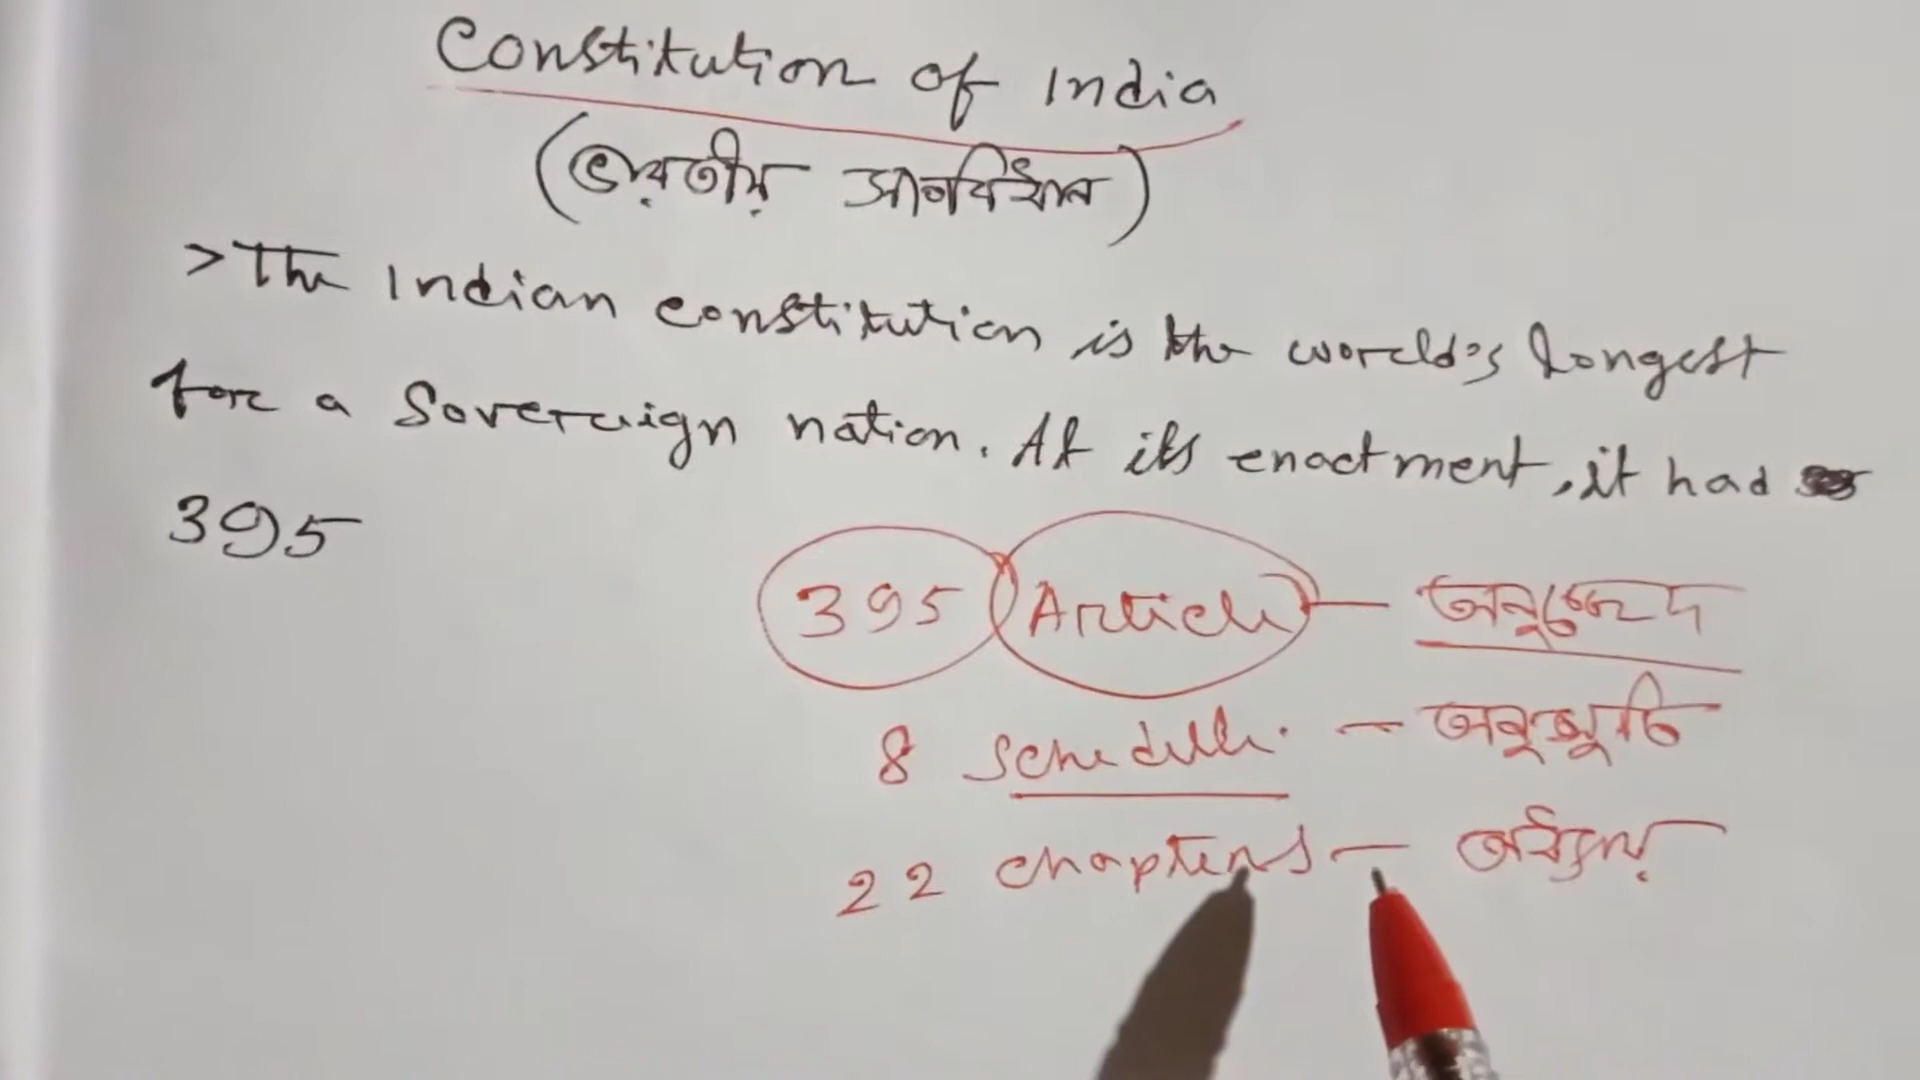 Constitution of India
(ভারতীয় সংবিধান)
> The Indian constitution is the world's longest
for a Sovereign nation. At its enactment, it had
395
395 Article — অনুচ্ছেদ
8 Schedule — অনুসূচি
22 chapters — অধ্যায়